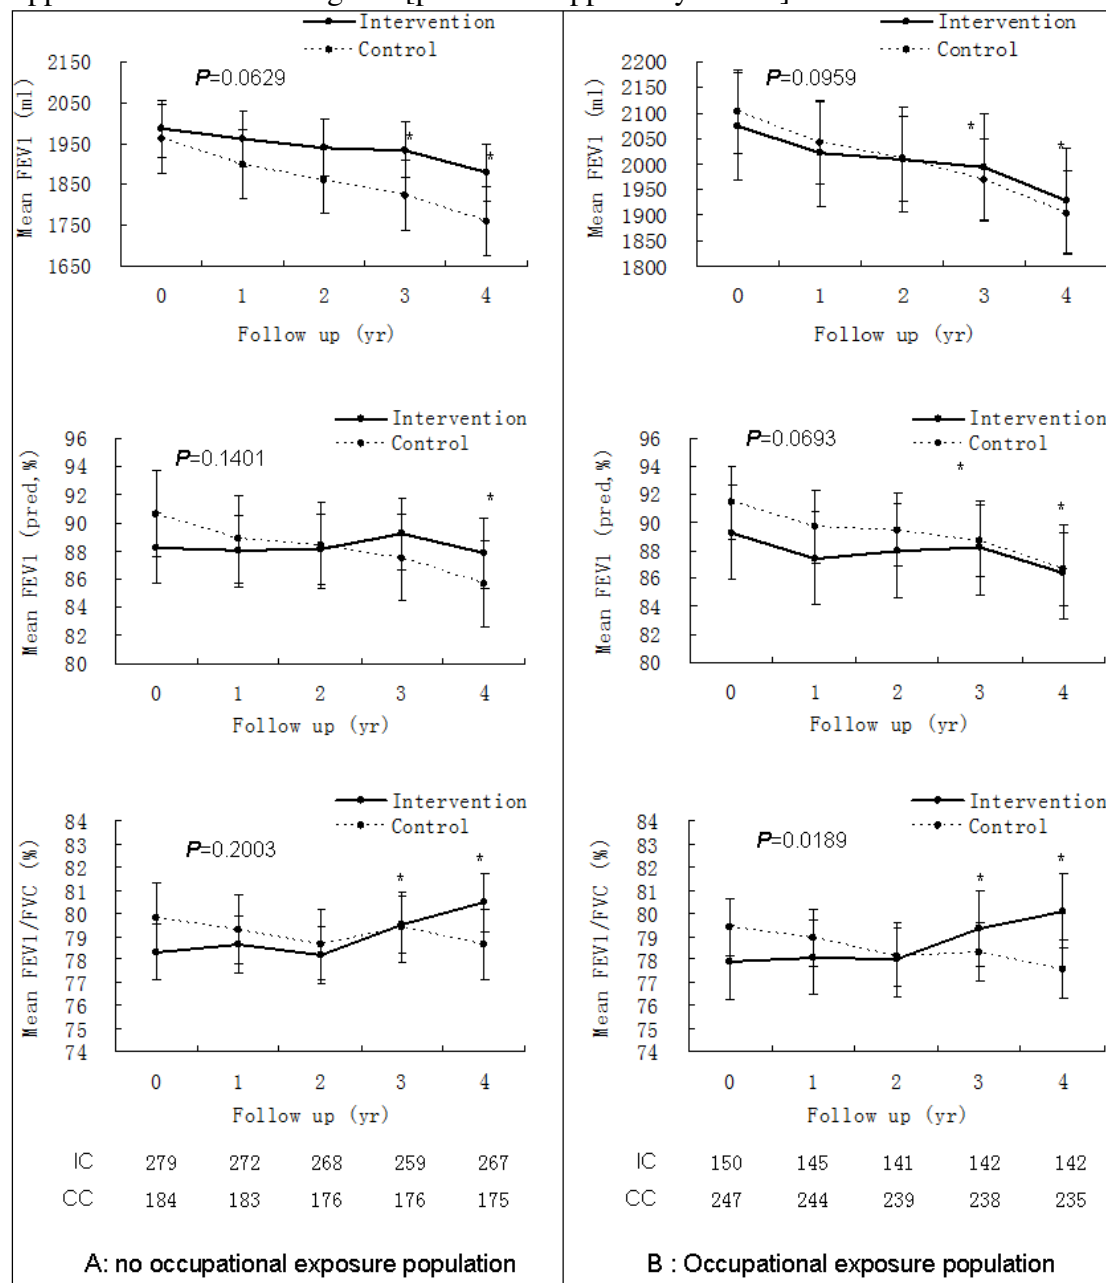 Intervention
Control
P=0.0629
Mean FEV1 (ml)
2150
2050
1950
1850
1750
1650
*
*
0 1 2 3 4
Follow up (yr)
Intervention
Control
P=0.1401
Mean FEV1 (pred,%)
96
94
92
90
88
86
84
82
80
*
0 1 2 3 4
Follow up (yr)
Intervention
Control
P=0.2003
Mean FEV1/FVC (%)
84
83
82
81
80
79
78
77
76
75
74
*
*
0 1 2 3 4
Follow up (yr)
IC 279 272 268 259 267
CC 184 183 176 176 175
A: no occupational exposure population
Intervention
Control
P=0.0959
Mean FEV1 (ml)
2200
2150
2100
2050
2000
1950
1900
1850
1800
*
*
0 1 2 3 4
Follow up (yr)
Intervention
Control
P=0.0693
Mean FEV1 (pred,%)
96
94
92
90
88
86
84
82
80
*
*
0 1 2 3 4
Follow up (yr)
Intervention
Control
P=0.0189
Mean FEV1/FVC (%)
84
83
82
81
80
79
78
77
76
75
74
*
*
0 1 2 3 4
Follow up (yr)
IC 150 145 141 142 142
CC 247 244 239 238 235
B : Occupational exposure population